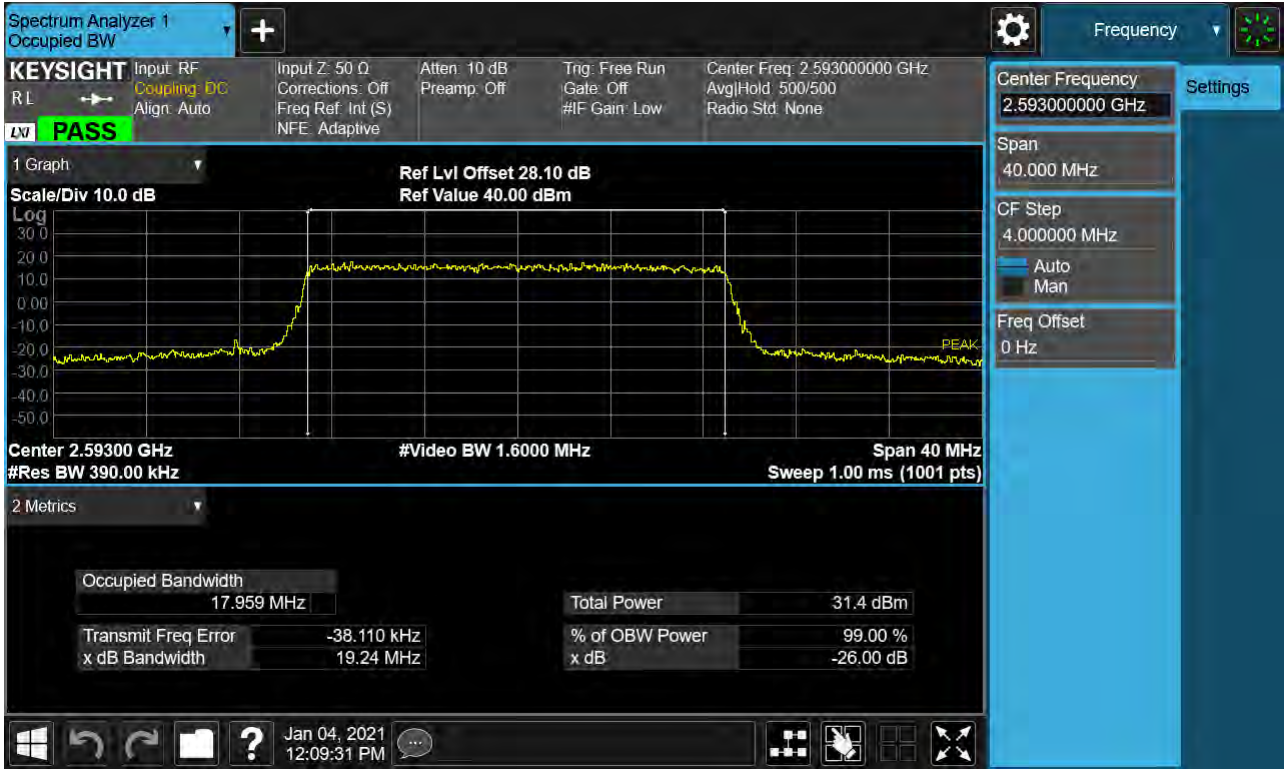 Spectrum Analyzer 1
Occupied BW
+
Frequency
KEYSIGHT
R L
LXI
PASS
Input: RF
Coupling: DC
Align: Auto
Input Z: 50 Ω
Corrections: Off
Freq Ref: Int (S)
NFE: Adaptive
Atten: 10 dB
Preamp: Off
Trig: Free Run
Gate: Off
#IF Gain: Low
Center Freq: 2.593000000 GHz
Avg|Hold: 500/500
Radio Std: None
1 Graph
Scale/Div 10.0 dB
Ref Lvl Offset 28.10 dB
Ref Value 40.00 dBm
Log
30.0
20.0
10.0
0.00
-10.0
-20.0
-30.0
-40.0
-50.0
PEAK
Center 2.59300 GHz
#Video BW 1.6000 MHz
Span 40 MHz
#Res BW 390.00 kHz
Sweep 1.00 ms (1001 pts)
2 Metrics
Occupied Bandwidth
17.959 MHz
Total Power 31.4 dBm
Transmit Freq Error -38.110 kHz
% of OBW Power 99.00 %
x dB Bandwidth 19.24 MHz
x dB -26.00 dB
?
Jan 04, 2021
12:09:31 PM
Center Frequency
2.593000000 GHz
Settings
Span
40.000 MHz
CF Step
4.000000 MHz
Auto
Man
Freq Offset
0 Hz